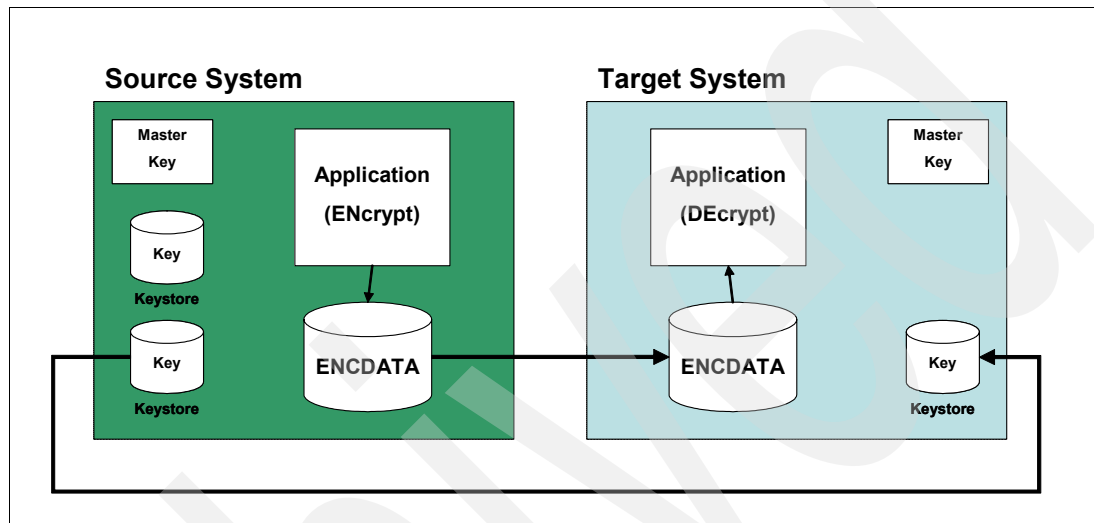 Source System
Master
Key
Application
(ENcrypt)
Key
Keystore
Key
Keystore
ENCDATA
Target System
Application
(DEcrypt)
Master
Key
ENCDATA
Key
Keystore